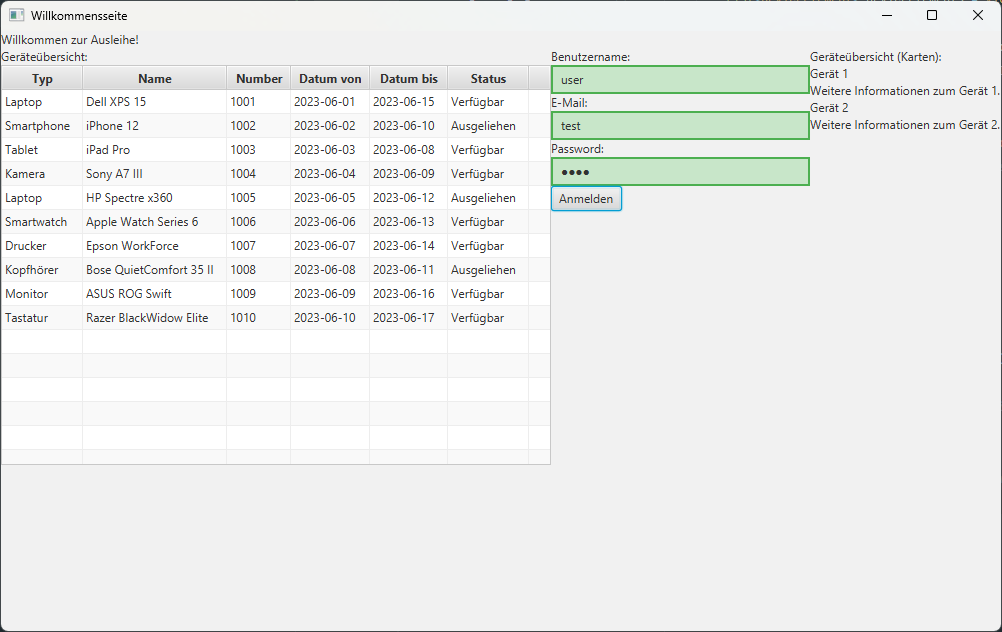 Willkommensseite
Willkommen zur Ausleihe!
Geräteübersicht:
Typ Name Number Datum von Datum bis Status
Laptop Dell XPS 15 1001 2023-06-01 2023-06-15 Verfügbar
Smartphone iPhone 12 1002 2023-06-02 2023-06-10 Ausgeliehen
Tablet iPad Pro 1003 2023-06-03 2023-06-08 Verfügbar
Kamera Sony A7 III 1004 2023-06-04 2023-06-09 Verfügbar
Laptop HP Spectre x360 1005 2023-06-05 2023-06-12 Ausgeliehen
Smartwatch Apple Watch Series 6 1006 2023-06-06 2023-06-13 Verfügbar
Drucker Epson WorkForce 1007 2023-06-07 2023-06-14 Verfügbar
Kopfhörer Bose QuietComfort 35 II 1008 2023-06-08 2023-06-11 Ausgeliehen
Monitor ASUS ROG Swift 1009 2023-06-09 2023-06-16 Verfügbar
Tastatur Razer BlackWidow Elite 1010 2023-06-10 2023-06-17 Verfügbar
Benutzername:
user
E-Mail:
test
Password:
●●●●
Anmelden
Geräteübersicht (Karten):
Gerät 1
Weitere Informationen zum Gerät 1.
Gerät 2
Weitere Informationen zum Gerät 2.